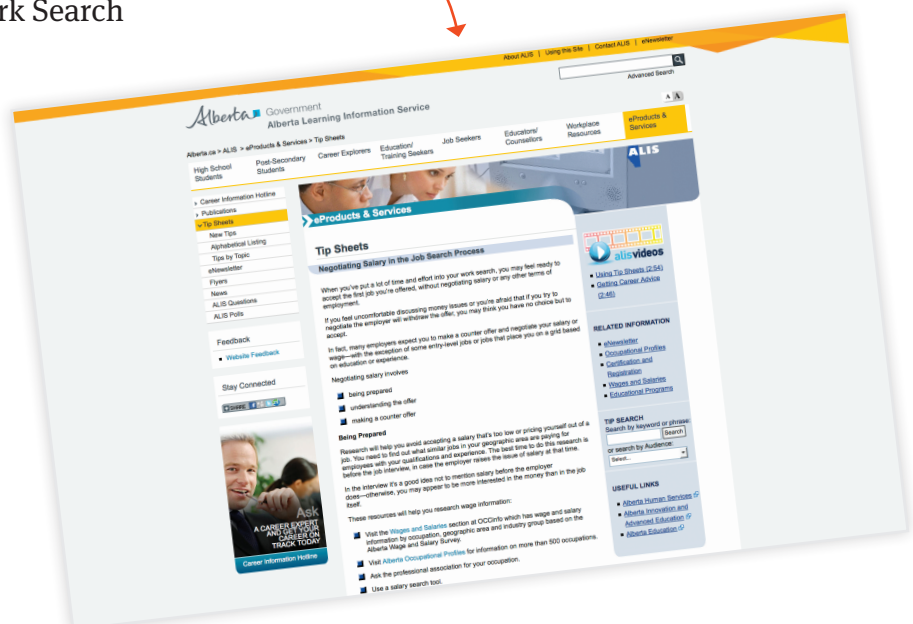 rk Search
About ALIS | Using this Site | Contact ALIS | eNewsletter
Advanced Search
Alberta Government
Alberta Learning Information Service
A A
Alberta.ca > ALIS > eProducts & Services > Tip Sheets
High School Students
Post-Secondary Students
Career Explorers
Education/ Training Seekers
Job Seekers
Educators/ Counsellors
Workplace Resources
eProducts & Services
ALIS
Career Information Hotline
Publications
Tip Sheets
New Tips
Alphabetical Listing
Tips by Topic
eNewsletter
Flyers
News
ALIS Questions
ALIS Polls
Feedback
Website Feedback
Stay Connected
SHARE
Ask
A CAREER EXPERT
AND GET YOUR
CAREER ON
TRACK TODAY
Career Information Hotline
eProducts & Services
Tip Sheets
Negotiating Salary in the Job Search Process
When you've put a lot of time and effort into your work search, you may feel ready to
accept the first job you're offered, without negotiating salary or any other terms of
employment.
If you feel uncomfortable discussing money issues or you're afraid that if you try to
negotiate the employer will withdraw the offer, you may think you have no choice but to
accept.
In fact, many employers expect you to make a counter offer and negotiate your salary or
wage—with the exception of some entry-level jobs or jobs that place you on a grid based
on education or experience.
Negotiating salary involves
being prepared
understanding the offer
making a counter offer
Being Prepared
Research will help you avoid accepting a salary that's too low or pricing yourself out of a
job. You need to find out what similar jobs in your geographic area are paying for
employees with your qualifications and experience. The best time to do this research is
before the job interview, in case the employer raises the issue of salary at that time.
In the interview it's a good idea not to mention salary before the employer
does—otherwise, you may appear to be more interested in the money than in the job
itself.
These resources will help you research wage information:
Visit the Wages and Salaries section at OCCinfo which has wage and salary
information by occupation, geographic area and industry group based on the
Alberta Wage and Salary Survey.
Visit Alberta Occupational Profiles for information on more than 500 occupations.
Ask the professional association for your occupation.
Use a salary search tool.
alisvideos
Using Tip Sheets (2:54)
Getting Career Advice
(2:46)
RELATED INFORMATION
eNewsletter
Occupational Profiles
Certification and
Registration
Wages and Salaries
Educational Programs
TIP SEARCH
Search by keyword or phrase:
Search
or search by Audience:
Select...
USEFUL LINKS
Alberta Human Services
Alberta Innovation and
Advanced Education
Alberta Education